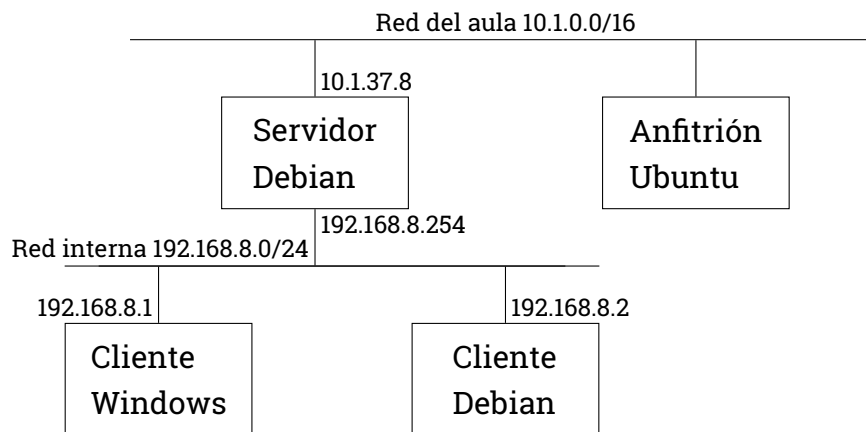 Red del aula 10.1.0.0/16
10.1.37.8
Servidor
Debian
Anfitrión
Ubuntu
192.168.8.254
Red interna 192.168.8.0/24
192.168.8.1
192.168.8.2
Cliente
Windows
Cliente
Debian